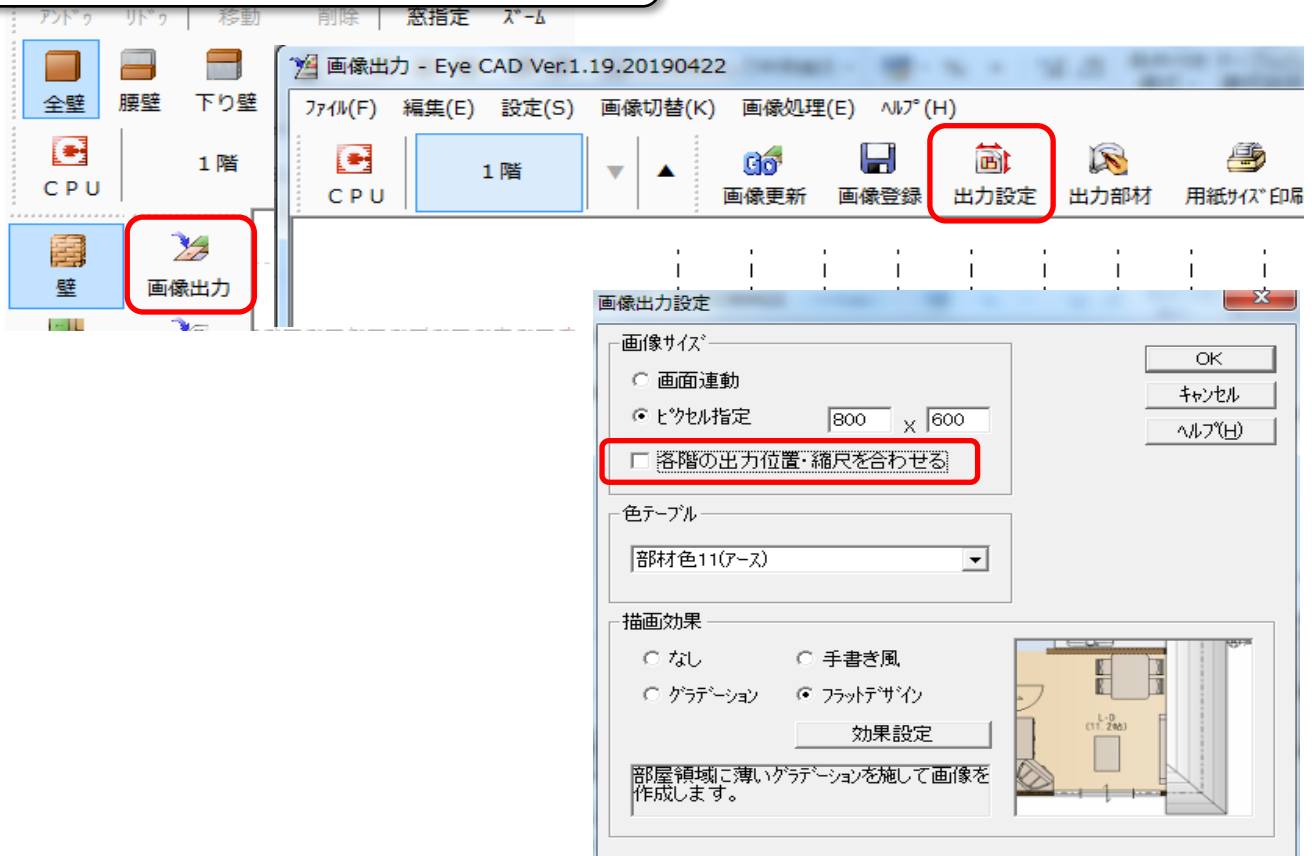 アンドゥ リドゥ 移動 削除 窓指定 ズーム
全壁 腰壁 下り壁
ＣＰＵ 1階
壁 画像出力
画像出力 - Eye CAD Ver.1.19.20190422
ﾌｧｲﾙ(F) 編集(E) 設定(S) 画像切替(K) 画像処理(E) ﾍﾙﾌﾟ(H)
ＣＰＵ 1階 ▼ ▲ 画像更新 画像登録 出力設定 出力部材 用紙ｻｲｽﾞ印刷
画像出力設定
画像ｻｲｽﾞ
画面連動
ﾋﾟｸｾﾙ指定 800 X 600
各階の出力位置･縮尺を合わせる
OK
ｷｬﾝｾﾙ
ﾍﾙﾌﾟ(H)
色ﾃｰﾌﾞﾙ
部材色11(ｱｰｽ)
描画効果
なし 手書き風
ｸﾞﾗﾃﾞｰｼｮﾝ ﾌﾗｯﾄﾃﾞｻﾞｲﾝ
効果設定
部屋領域に薄いｸﾞﾗﾃﾞｰｼｮﾝを施して画像を
作成します。
L-D